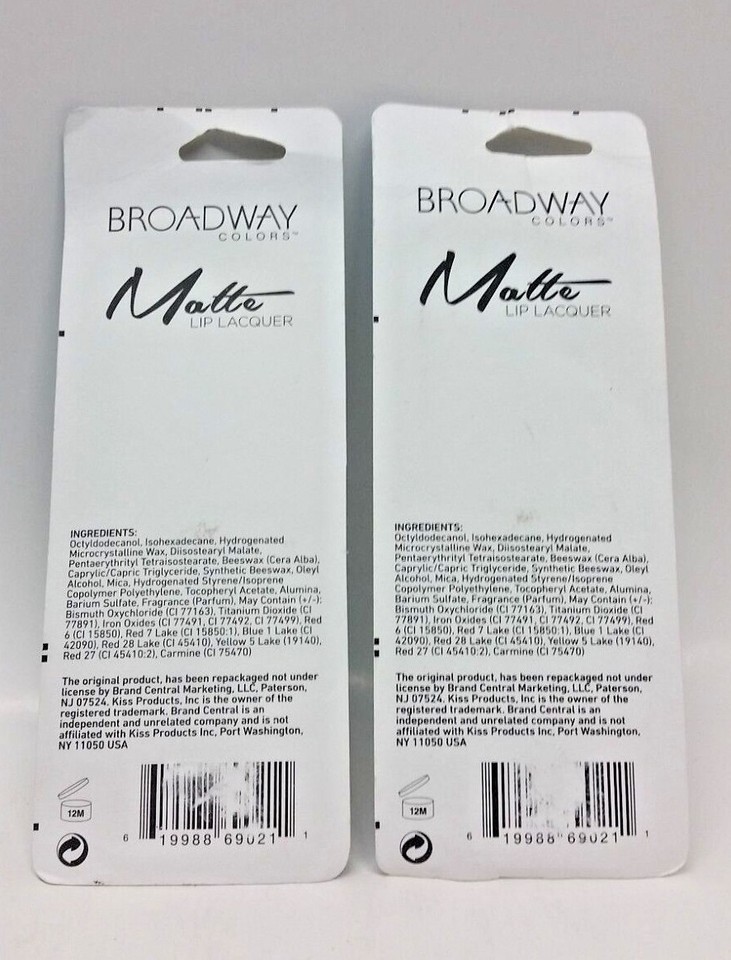 BROADWAY
COLORS™
Matte
LIP LACQUER
INGREDIENTS:
Octyldodecanol, Isohexadecane, Hydrogenated
Microcrystalline Wax, Diisostearyl Malate,
Pentaerythrityl Tetraisostearate, Beeswax (Cera Alba),
Caprylic/Capric Triglyceride, Synthetic Beeswax, Oleyl
Alcohol, Mica, Hydrogenated Styrene/Isoprene
Copolymer Polyethylene, Tocopheryl Acetate, Alumina,
Barium Sulfate, Fragrance (Parfum), May Contain (+/-):
Bismuth Oxychloride (CI 77163), Titanium Dioxide (CI
77891), Iron Oxides (CI 77491, CI 77492, CI 77499), Red
6 (CI 15850), Red 7 Lake (CI 15850:1), Blue 1 Lake (CI
42090), Red 28 Lake (CI 45410), Yellow 5 Lake (19140),
Red 27 (CI 45410:2), Carmine (CI 75470)
The original product, has been repackaged not under
license by Brand Central Marketing, LLC, Paterson,
NJ 07524. Kiss Products, Inc is the owner of the
registered trademark. Brand Central is an
independent and unrelated company and is not
affiliated with Kiss Products Inc, Port Washington,
NY 11050 USA
12M
6 19988 69021 1
BROADWAY
COLORS™
Matte
LIP LACQUER
INGREDIENTS:
Octyldodecanol, Isohexadecane, Hydrogenated
Microcrystalline Wax, Diisostearyl Malate,
Pentaerythrityl Tetraisostearate, Beeswax (Cera Alba),
Caprylic/Capric Triglyceride, Synthetic Beeswax, Oleyl
Alcohol, Mica, Hydrogenated Styrene/Isoprene
Copolymer Polyethylene, Tocopheryl Acetate, Alumina,
Barium Sulfate, Fragrance (Parfum), May Contain (+/-):
Bismuth Oxychloride (CI 77163), Titanium Dioxide (CI
77891), Iron Oxides (CI 77491, CI 77492, CI 77499), Red
6 (CI 15850), Red 7 Lake (CI 15850:1), Blue 1 Lake (CI
42090), Red 28 Lake (CI 45410), Yellow 5 Lake (19140),
Red 27 (CI 45410:2), Carmine (CI 75470)
The original product, has been repackaged not under
license by Brand Central Marketing, LLC, Paterson,
NJ 07524. Kiss Products, Inc is the owner of the
registered trademark. Brand Central is an
independent and unrelated company and is not
affiliated with Kiss Products Inc, Port Washington,
NY 11050 USA
12M
6 19988 69021 1